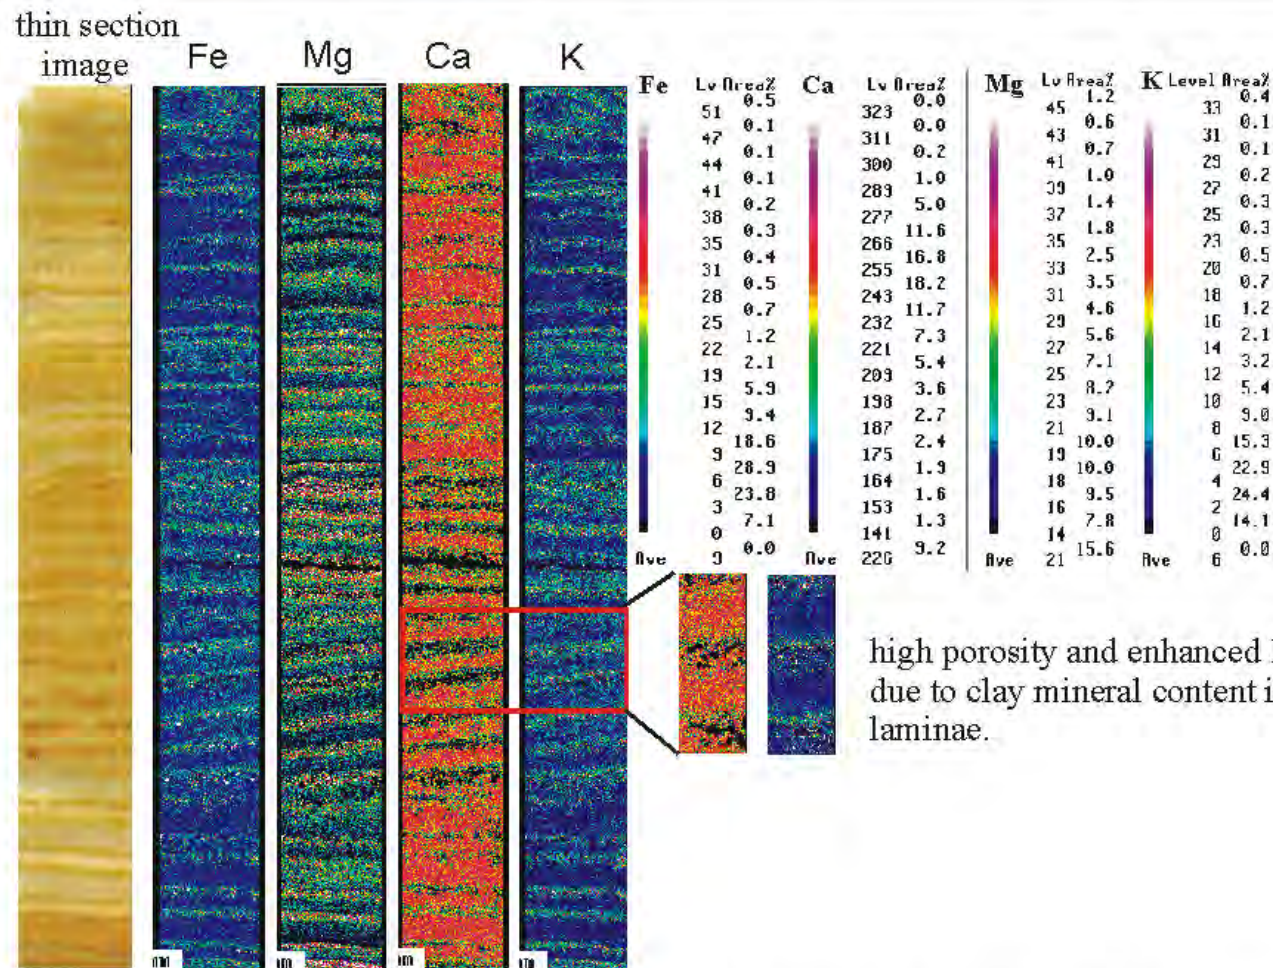 thin section
image
Fe
Mg
Ca
K
Fe Lv Area% Ca Lv Area% Mg Lv Area% K Level Area%
0.5 0.0 1.2 0.4
51 323 45 33
0.1 0.0 0.6 0.1
47 311 43 31
0.1 0.2 0.7 0.1
44 300 41 29
0.1 1.0 1.0 0.2
41 289 39 27
0.2 5.0 1.4 0.3
38 277 37 25
0.3 11.6 1.8 0.3
35 266 35 23
0.4 16.8 2.5 0.5
31 255 33 20
0.5 18.2 3.5 0.7
28 243 31 18
0.7 11.7 4.6 1.2
25 232 29 16
1.2 7.3 5.6 2.1
22 221 27 14
2.1 5.4 7.1 3.2
19 209 25 12
5.9 3.6 8.2 5.4
15 198 23 10
9.4 2.7 9.1 9.0
12 187 21 8
18.6 2.4 10.0 15.3
9 175 19 6
28.9 1.9 10.0 22.9
6 164 18 4
23.8 1.6 9.5 24.4
3 153 16 2
7.1 1.3 7.8 14.1
0 141 14 0
0.0 9.2 15.6 0.0
Ave 9 Ave 226 Ave 21 Ave 6
high porosity and enhanced
due to clay mineral content
laminae.